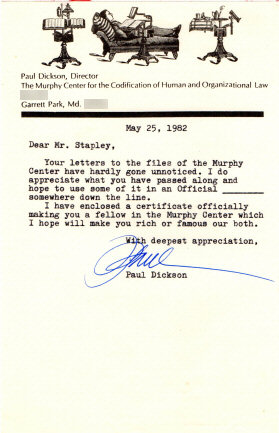 Paul Dickson, Director
The Murphy Center for the Codification of Human and Organizational Law
Garrett Park, Md.
May 25, 1982
Dear Mr. Stapley,
Your letters to the files of the Murphy
Center have hardly gone unnoticed. I do
appreciate what you have passed along and
hope to use some of it in an Official ________
somewhere down the line.
I have enclosed a certificate officially
making you a fellow in the Murphy Center which
I hope will make you rich or famous our both.
With deepest appreciation,
Paul
Paul Dickson